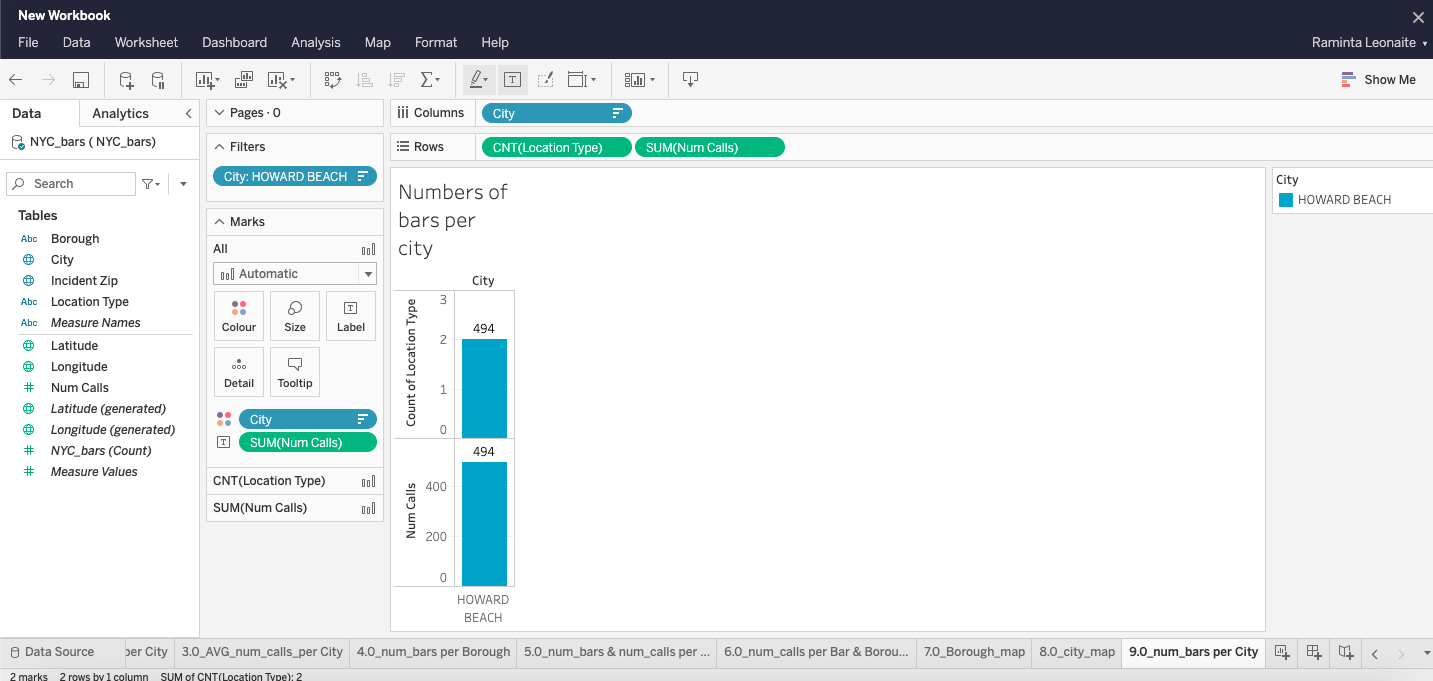 New Workbook
File Data Worksheet Dashboard Analysis Map Format Help
Raminta Leonaite
Show Me
Data Analytics
NYC_bars ( NYC_bars)
Search
Tables
Abc Borough
City
Incident Zip
Abc Location Type
Abc Measure Names
Latitude
Longitude
# Num Calls
Latitude (generated)
Longitude (generated)
# NYC_bars (Count)
# Measure Values
Pages · 0
Filters
City: HOWARD BEACH
Marks
All
Automatic
Colour Size Label
Detail Tooltip
City
SUM(Num Calls)
CNT(Location Type)
SUM(Num Calls)
Columns City
Rows CNT(Location Type) SUM(Num Calls)
Numbers of
bars per
city
City
Count of Location Type
3
494
2
1
0
Num Calls
494
400
200
0
HOWARD
BEACH
City
HOWARD BEACH
Data Source
per City
3.0_AVG_num_calls_per City
4.0_num_bars per Borough
5.0_num_bars & num_calls per ...
6.0_num_calls per Bar & Borou...
7.0_Borough_map
8.0_city_map
9.0_num_bars per City
2 marks 2 rows by 1 column SUM of CNT(Location Type): 2